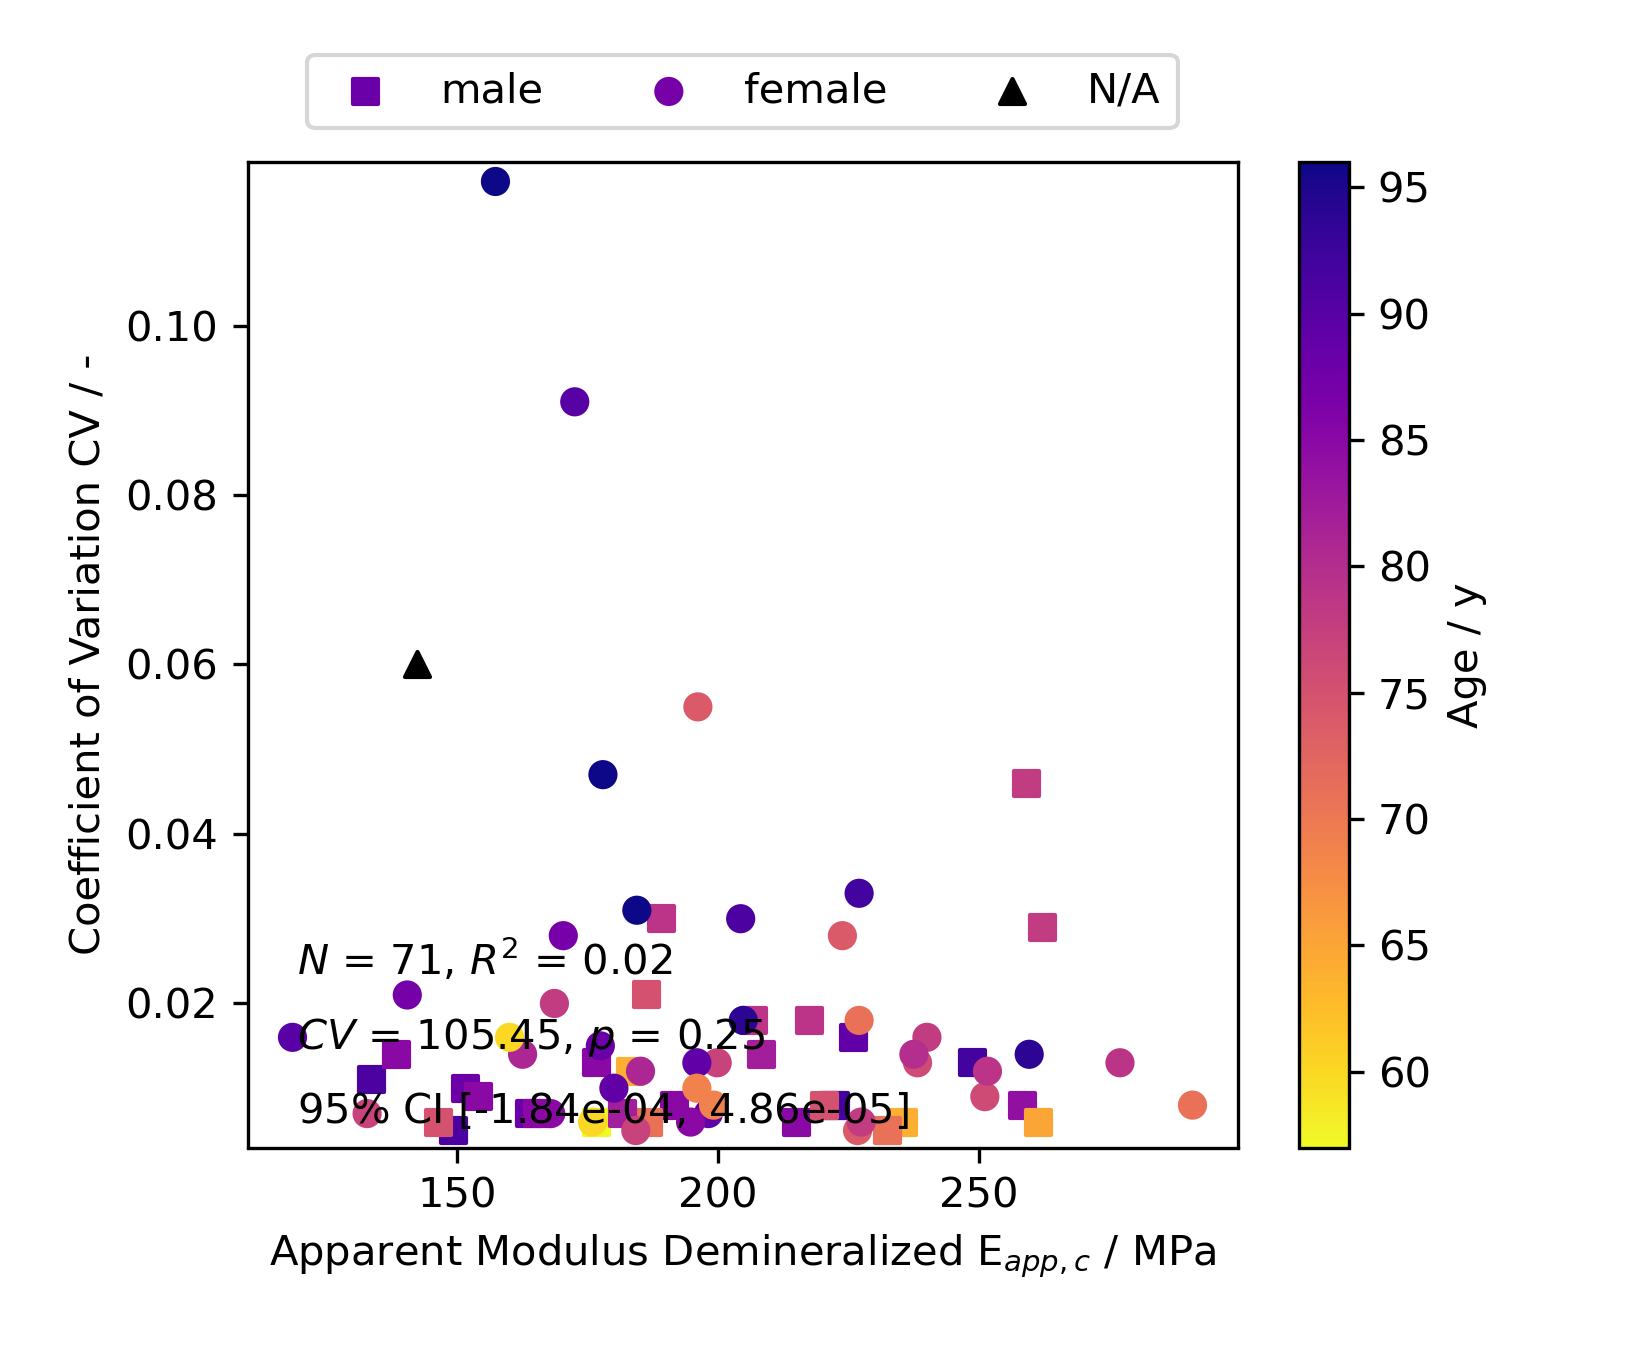 male female N/A
0.10
0.08
0.06
0.04
0.02
Coefficient of Variation CV / -
N = 71, R² = 0.02
CV = 105.45, p = 0.25
95% CI [-1.84e-04, 4.86e-05]
150 200 250
Apparent Modulus Demineralized E_app,c / MPa
95
90
85
80
75
70
65
60
Age / y